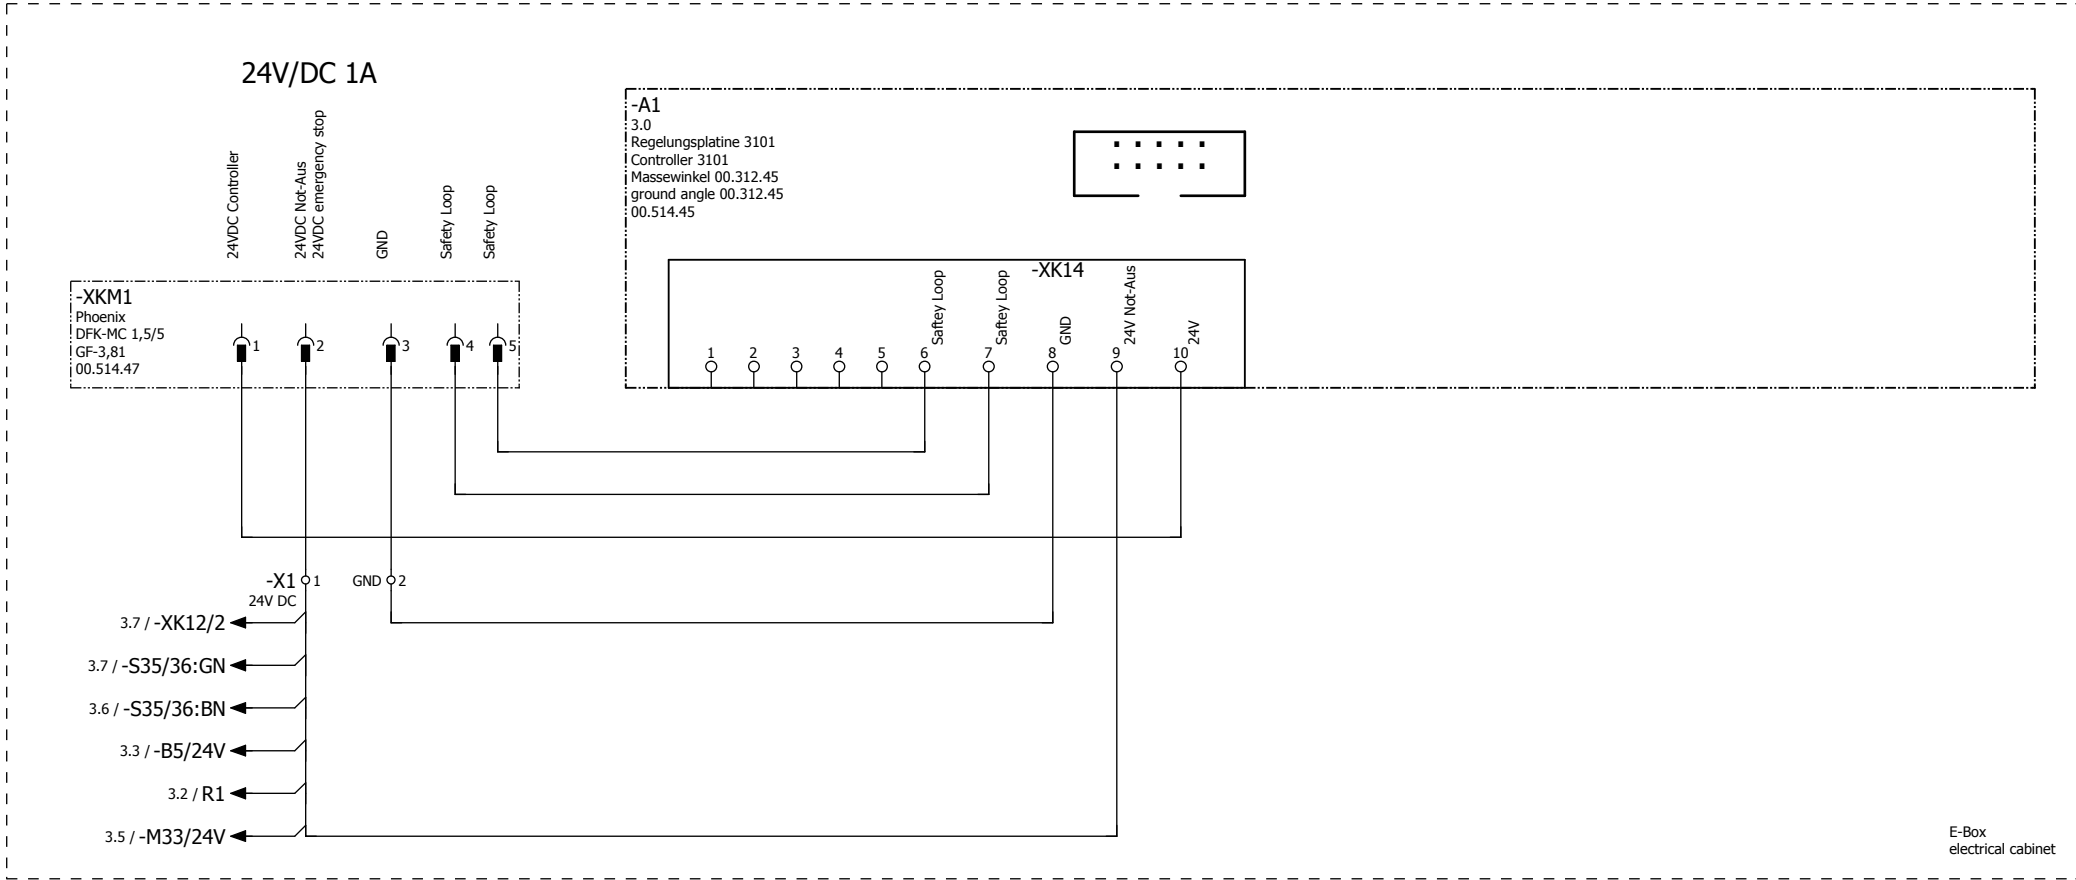 24V/DC 1A
24VDC Controller
24VDC Not-Aus
24VDC emergency stop
GND
Safety Loop
Safety Loop
-XKM1
Phoenix
DFK-MC 1,5/5
GF-3,81
00.514.47
1
2
3
4
5
-A1
3.0
Regelungsplatine 3101
Controller 3101
Massewinkel 00.312.45
ground angle 00.312.45
00.514.45
-XK14
Saftey Loop
Saftey Loop
GND
24V Not-Aus
24V
1
2
3
4
5
6
7
8
9
10
-X1
1
24V DC
GND
2
3.7 / -XK12/2
3.7 / -S35/36:GN
3.6 / -S35/36:BN
3.3 / -B5/24V
3.2 / R1
3.5 / -M33/24V
E-Box
electrical cabinet